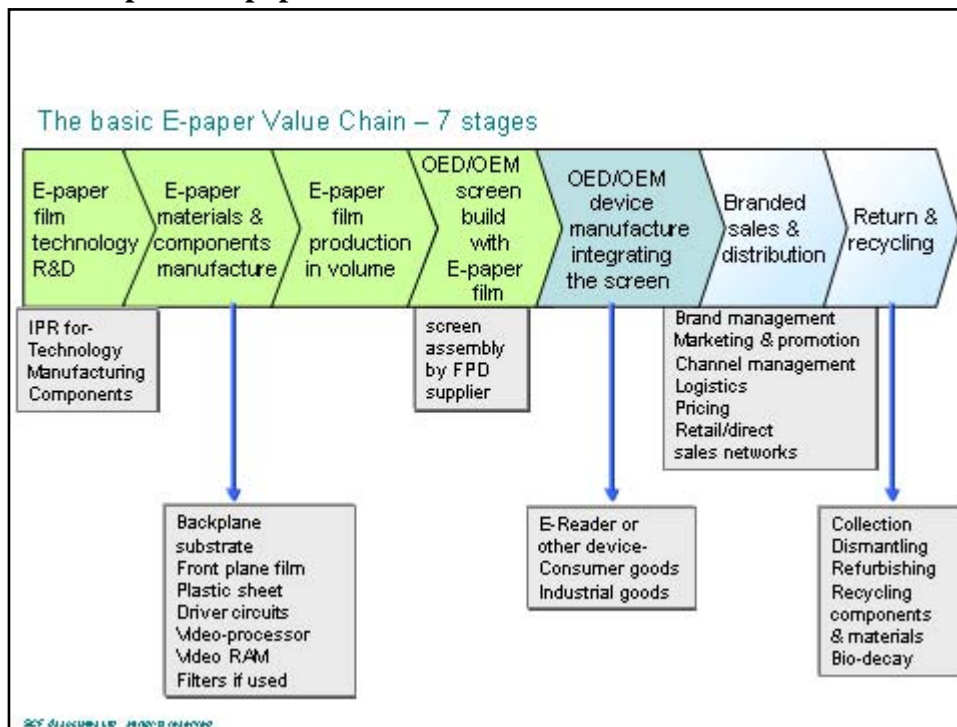 The basic E-paper Value Chain – 7 stages
E-paper
film
technology
R&D
E-paper
materials &
components
manufacture
E-paper
film
production
in volume
OED/OEM
screen
build
with
E-paper
film
OED/OEM
device
manufacture
integrating
the screen
Branded
sales &
distribution
Return &
recycling
IPR for-
Technology
Manufacturing
Components
screen
assembly
by FPD
supplier
Brand management
Marketing & promotion
Channel management
Logistics
Pricing
Retail/direct
sales networks
Backplane
substrate
Front plane film
Plastic sheet
Driver circuits
Video-processor
Video RAM
Filters if used
E-Reader or
other device-
Consumer goods
Industrial goods
Collection
Dismantling
Refurbishing
Recycling
components
& materials
Bio-decay